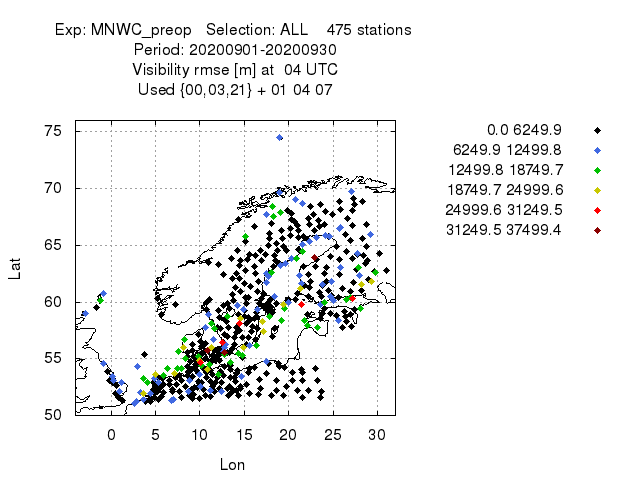 Exp: MNWC_preop   Selection: ALL    475 stations
Period: 20200901-20200930
Visibility rmse [m] at  04 UTC
Used {00,03,21} + 01 04 07
0.0 6249.9
6249.9 12499.8
12499.8 18749.7
18749.7 24999.6
24999.6 31249.5
31249.5 37499.4
75
70
65
60
55
50
Lat
0 5 10 15 20 25 30
Lon